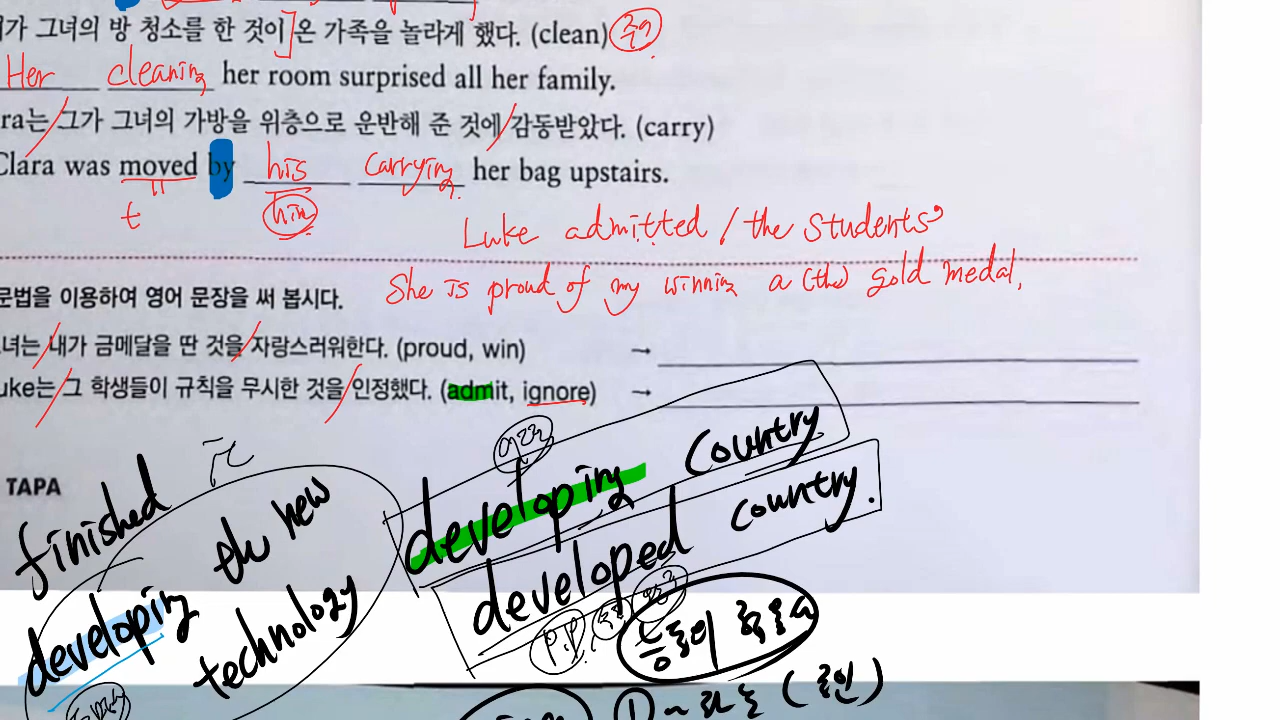 가 그녀의 방 청소를 한 것이] 온 가족을 놀라게 했다. (clean)
Her cleaning her room surprised all her family.
ra는 / 그가 그녀의 가방을 위층으로 운반해 준 것에 / 감동받았다. (carry)
Clara was moved by his carrying her bag upstairs.
t him
Luke admitted / the students'
She is proud of my winning a (the) gold medal,
문법을 이용하여 영어 문장을 써 봅시다.
녀는 / 내가 금메달을 딴 것을 / 자랑스러워한다. (proud, win) →
uke는 / 그 학생들이 규칙을 무시한 것을 / 인정했다. (admit, ignore) →
TAPA
finished
developing the new
technology
developing country
developed country.
p.p
① ~라는